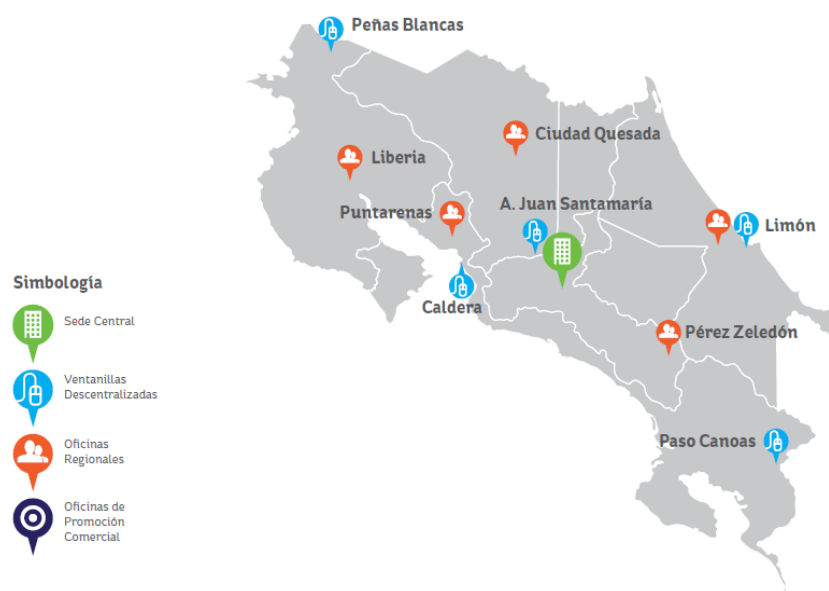 Peñas Blancas
Ciudad Quesada
Liberia
A. Juan Santamaría
Puntarenas
Limón
Simbología
Caldera
Sede Central
Pérez Zeledón
Ventanillas
Descentralizadas
Paso Canoas
Oficinas
Regionales
Oficinas de
Promoción
Comercial